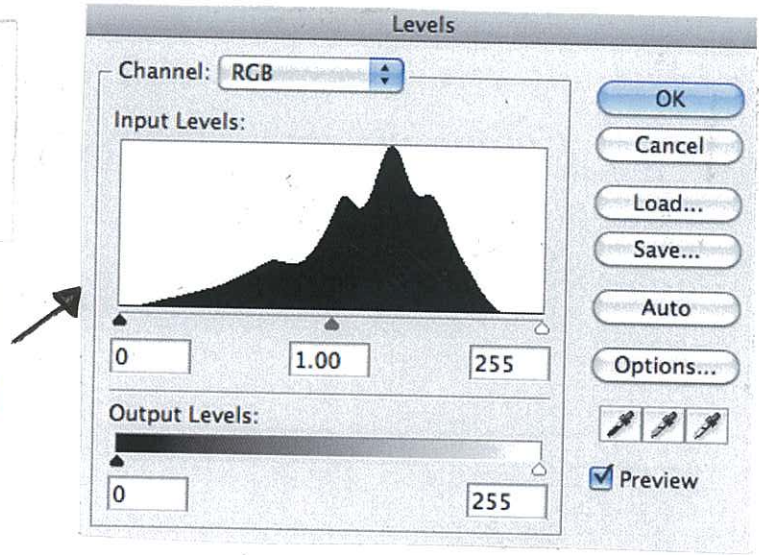 Levels
Channel: RGB
Input Levels:
0 1.00 255
Output Levels:
0 255
OK
Cancel
Load...
Save...
Auto
Options...
Preview